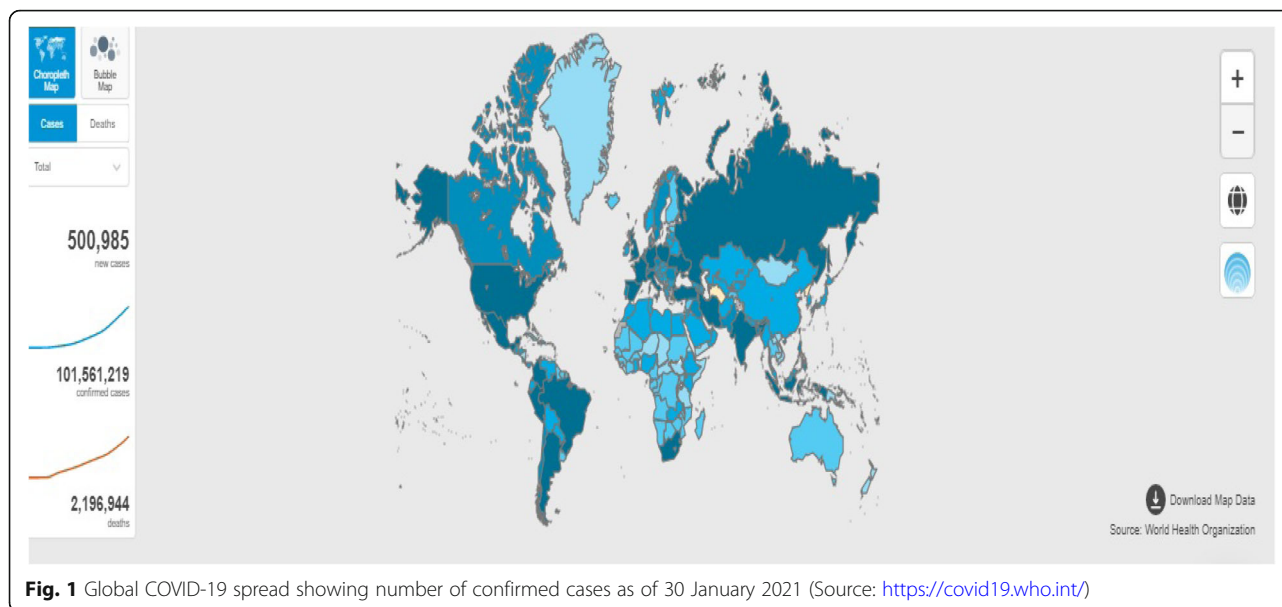 Choropleth
Map
Bubble
Map
Cases
Deaths
Total
500,985
new cases
101,561,219
confirmed cases
2,196,944
deaths
+
−
Download Map Data
Source: World Health Organization
Fig. 1 Global COVID-19 spread showing number of confirmed cases as of 30 January 2021 (Source: https://covid19.who.int/)